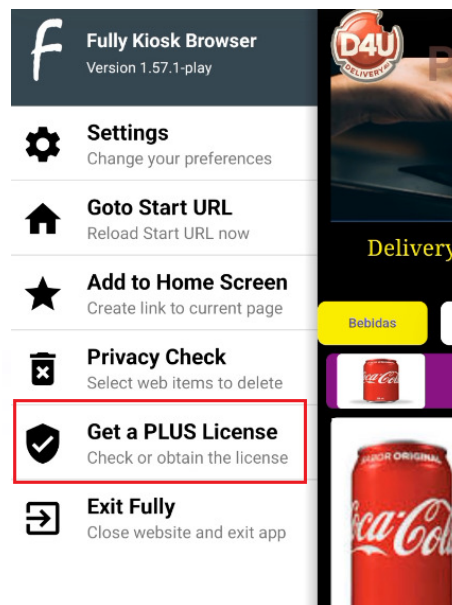 Fully Kiosk Browser
Version 1.57.1-play
Settings
Change your preferences
Goto Start URL
Reload Start URL now
Add to Home Screen
Create link to current page
Privacy Check
Select web items to delete
Get a PLUS License
Check or obtain the license
Exit Fully
Close website and exit app
D4U
DELIVERY
P
Delivery
Bebidas
Coca-Col
SABOR ORIGINAL
Coca-Col